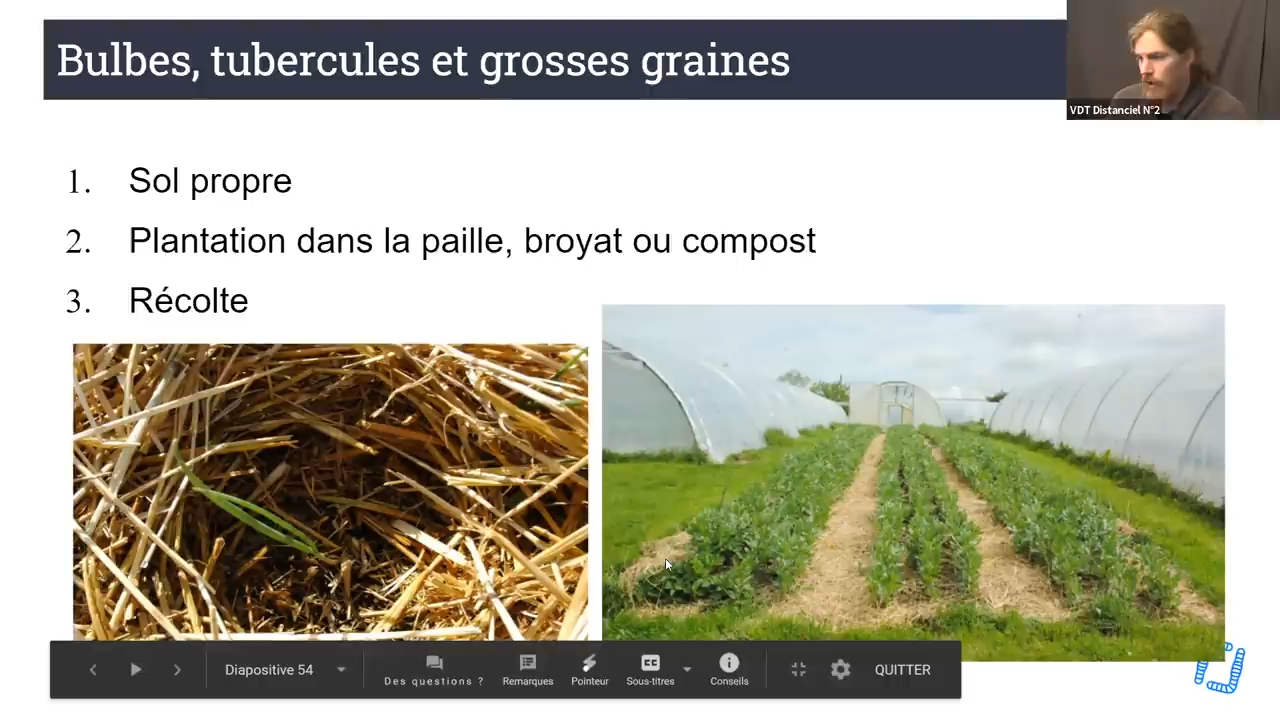 Bulbes, tubercules et grosses graines
VDT Distanciel N°2
1. Sol propre
2. Plantation dans la paille, broyat ou compost
3. Récolte
Diapositive 54
Des questions ?
Remarques
Pointeur
Sous-titres
Conseils
QUITTER